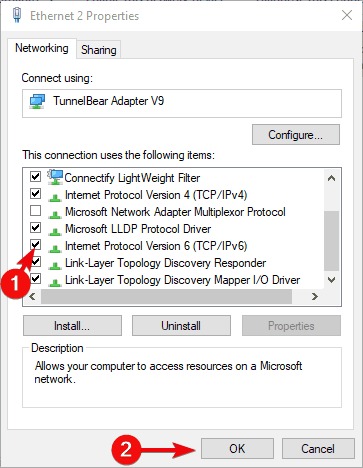 Ethernet 2 Properties
Networking
Sharing
Connect using:
TunnelBear Adapter V9
Configure...
This connection uses the following items:
Connectify LightWeight Filter
Internet Protocol Version 4 (TCP/IPv4)
Microsoft Network Adapter Multiplexor Protocol
Microsoft LLDP Protocol Driver
Internet Protocol Version 6 (TCP/IPv6)
Link-Layer Topology Discovery Responder
1
Link-Layer Topology Discovery Mapper I/O Driver
Install...
Uninstall
Properties
Description
Allows your computer to access resources on a Microsoft
network.
2
OK
Cancel